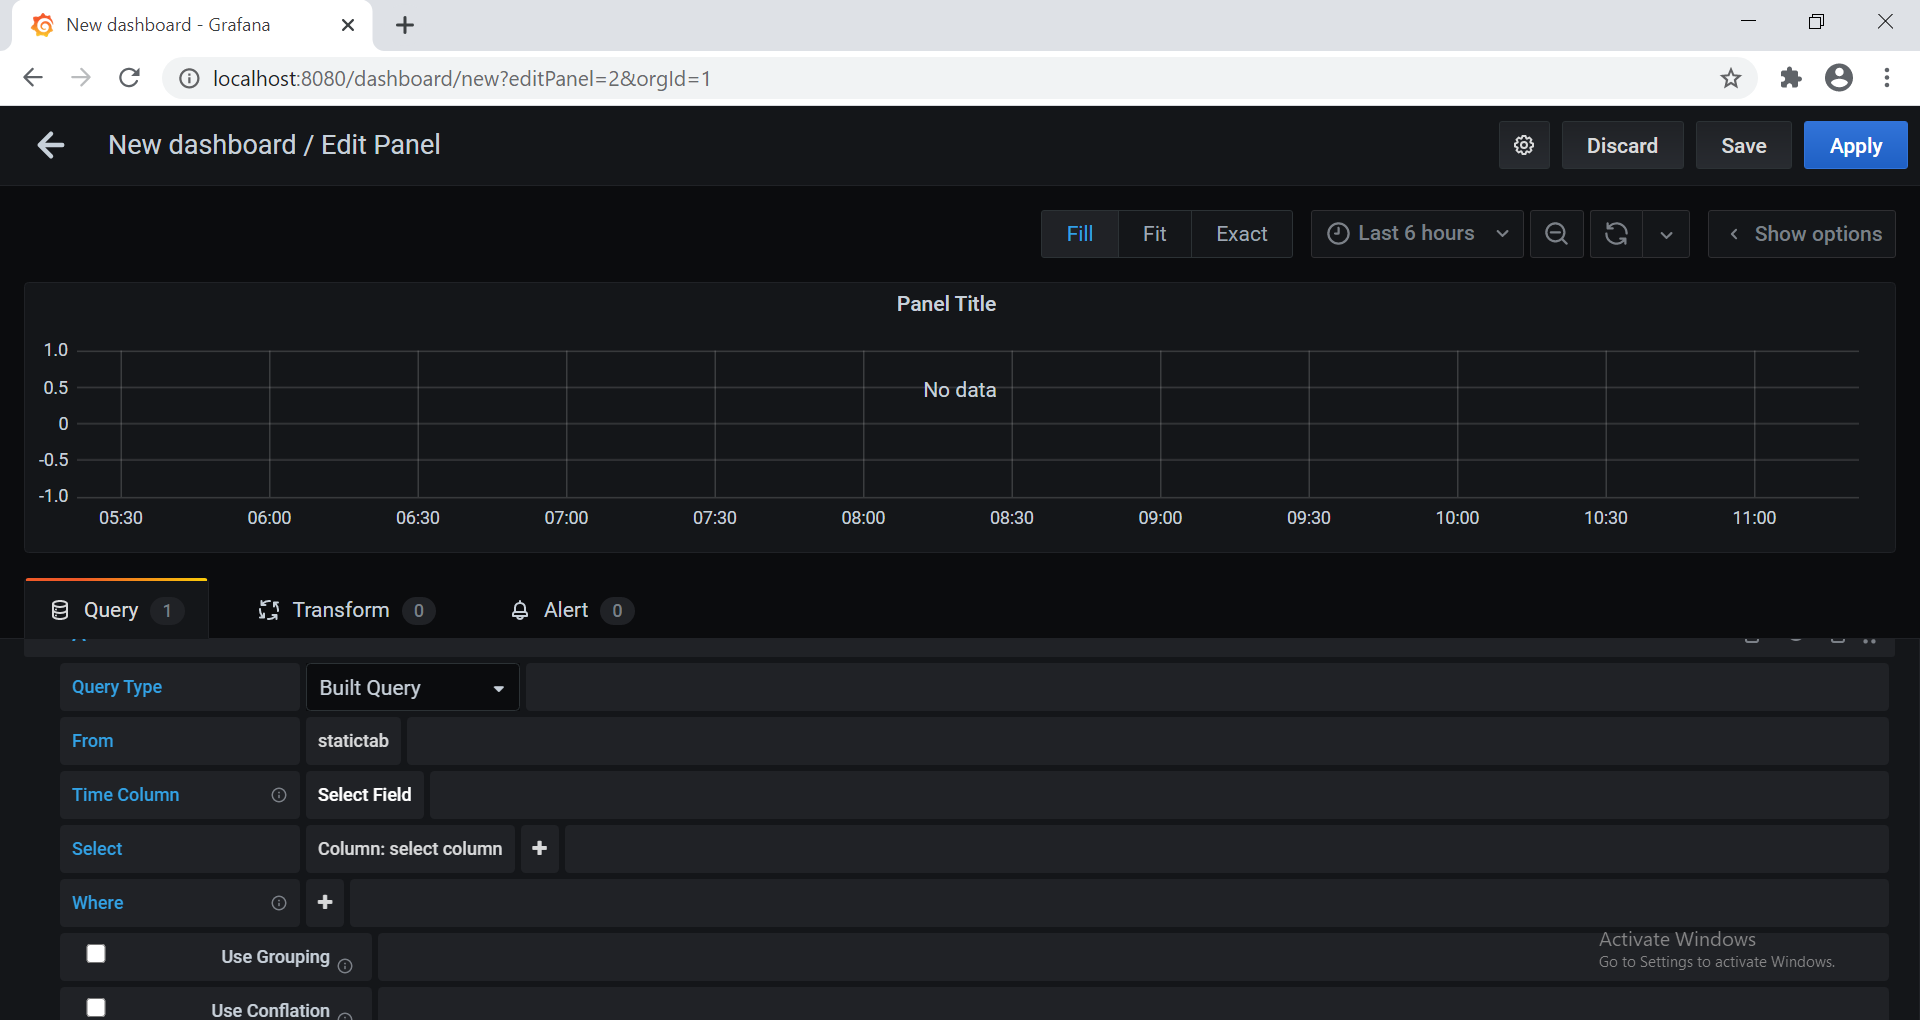 New dashboard - Grafana
localhost:8080/dashboard/new?editPanel=2&orgId=1
New dashboard / Edit Panel
Discard
Save
Apply
Fill
Fit
Exact
Last 6 hours
Show options
Panel Title
1.0
0.5
0
-0.5
-1.0
No data
05:30 06:00 06:30 07:00 07:30 08:00 08:30 09:00 09:30 10:00 10:30 11:00
Query 1
Transform 0
Alert 0
Query Type Built Query
From statictab
Time Column Select Field
Select Column: select column +
Where +
Use Grouping
Use Conflation
Activate Windows
Go to Settings to activate Windows.